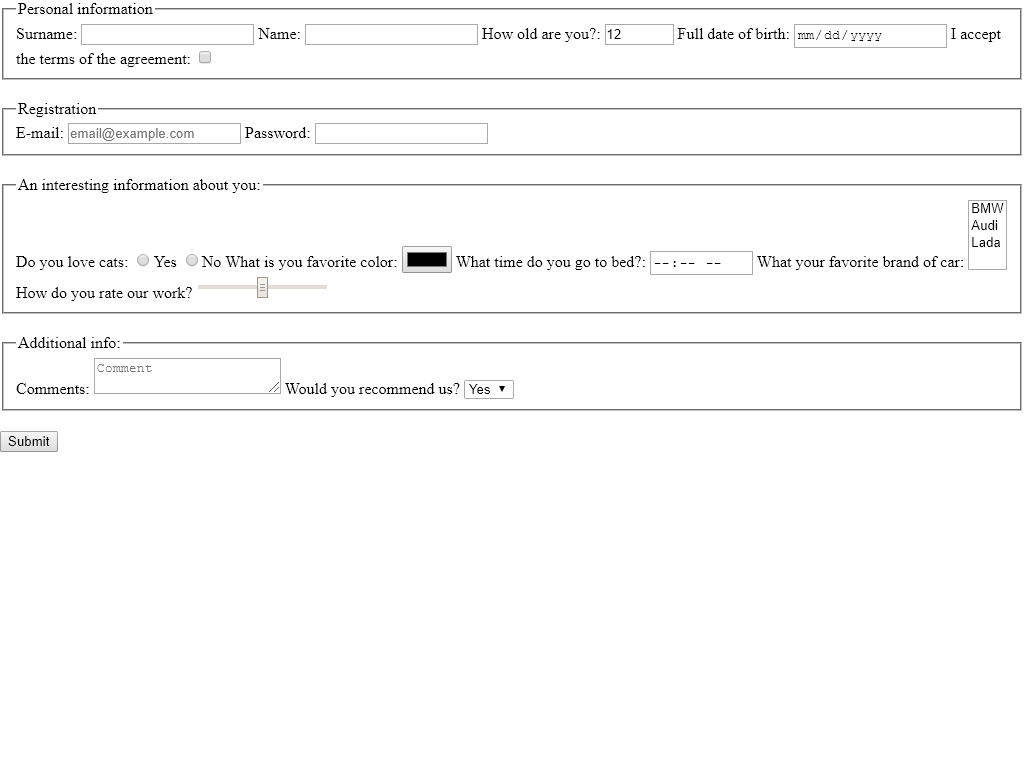 Personal information
Surname: Name: How old are you?: 12 Full date of birth: mm/dd/yyyy I accept
the terms of the agreement:
Registration
E-mail: email@example.com Password:
An interesting information about you:
BMW
Audi
Lada
Do you love cats: Yes No What is you favorite color: What time do you go to bed?: --:-- -- What your favorite brand of car:
How do you rate our work?
Additional info:
Comment
Comments: Would you recommend us? Yes
Submit